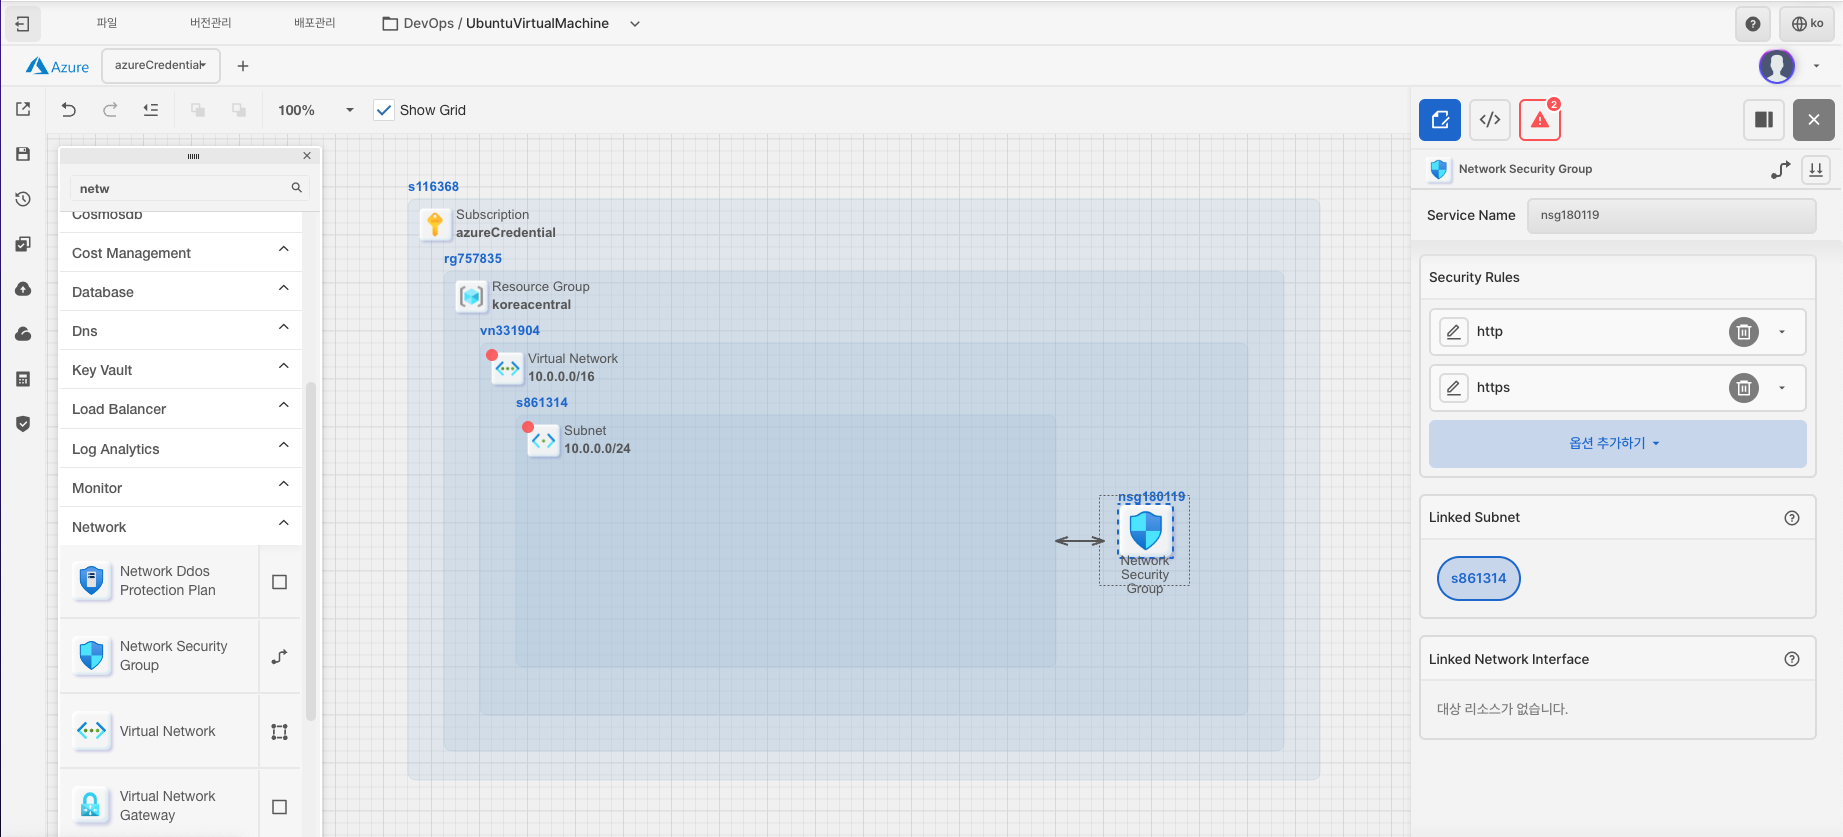 파일
버전관리
배포관리
DevOps / UbuntuVirtualMachine
ko
Azure
azureCredential
100%
Show Grid
2
netw
Cosmosdb
Cost Management
Database
Dns
Key Vault
Load Balancer
Log Analytics
Monitor
Network
Network Ddos
Protection Plan
Network Security
Group
Virtual Network
Virtual Network
Gateway
s116368
Subscription
azureCredential
rg757835
Resource Group
koreacentral
vn331904
Virtual Network
10.0.0.0/16
s861314
Subnet
10.0.0.0/24
nsg180119
Network
Security
Group
Network Security Group
Service Name
nsg180119
Security Rules
http
https
옵션 추가하기
Linked Subnet
s861314
Linked Network Interface
대상 리소스가 없습니다.